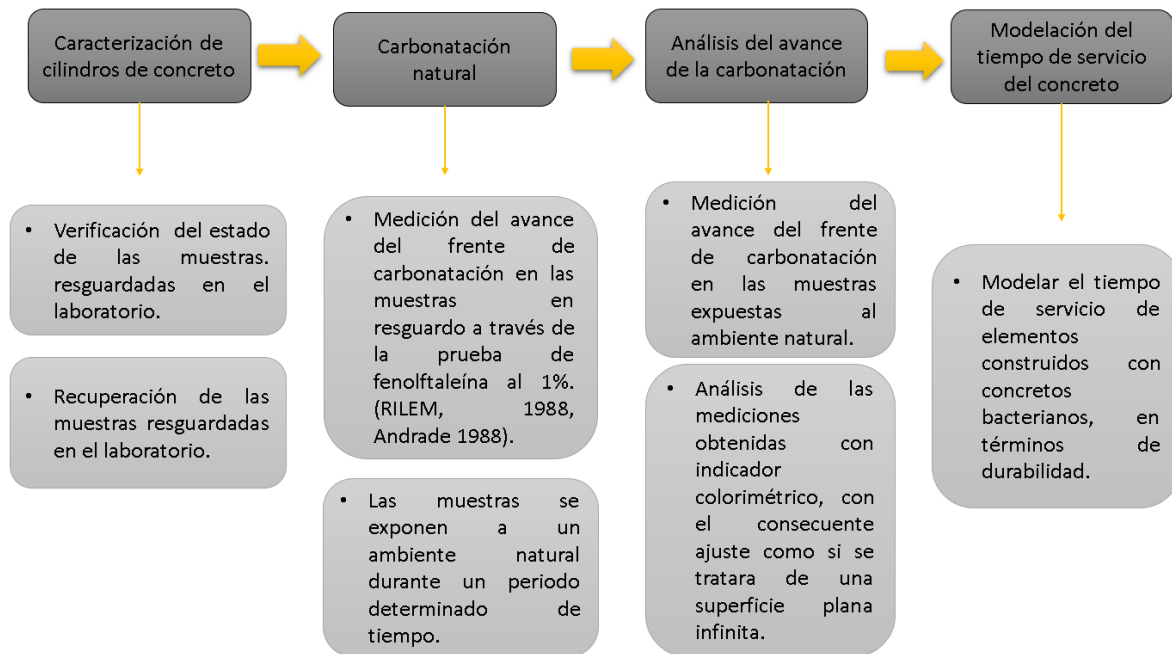 Caracterización de
cilindros de concreto
Carbonatación
natural
Análisis del avance
de la carbonatación
Modelación del
tiempo de servicio
del concreto
• Verificación del estado
de las muestras.
resguardadas en el
laboratorio.
• Recuperación de las
muestras resguardadas
en el laboratorio.
• Medición del avance
del frente de
carbonatación en las
muestras en
resguardo a través de
la prueba de
fenolftaleína al 1%.
(RILEM, 1988,
Andrade 1988).
• Las muestras se
exponen a un
ambiente natural
durante un periodo
determinado de
tiempo.
• Medición del
avance del frente
de carbonatación
en las muestras
expuestas al
ambiente natural.
• Análisis de las
mediciones
obtenidas con
indicador
colorimétrico, con
el consecuente
ajuste como si se
tratara de una
superficie plana
infinita.
• Modelar el tiempo
de servicio de
elementos
construidos con
concretos
bacterianos, en
términos de
durabilidad.